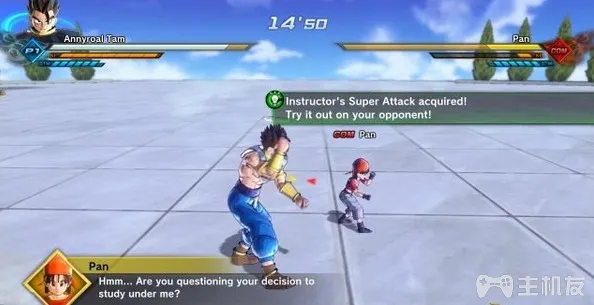 Annyroal Tam
14'50
Pan
P1
COM
Instructor's Super Attack acquired!
Try it out on your opponent!
COM Pan
Pan
Hmm... Are you questioning your decision to
study under me?
主机友